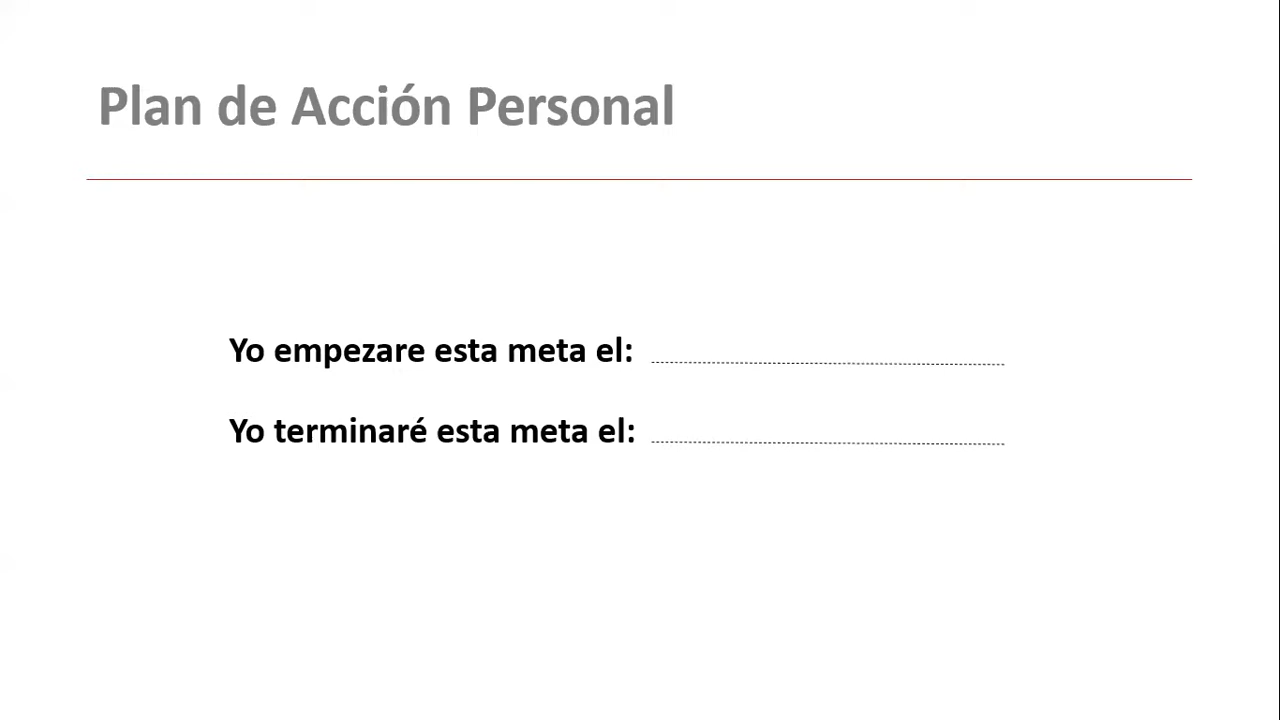 Plan de Acción Personal
Yo empezare esta meta el:
Yo terminaré esta meta el: